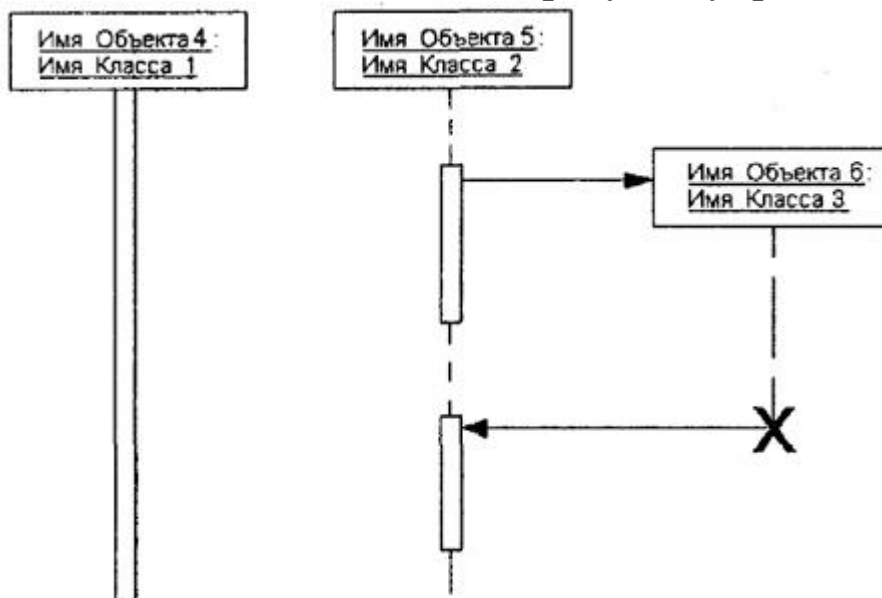 Имя Объекта 4:
Имя Класса 1
Имя Объекта 5:
Имя Класса 2
Имя Объекта 6:
Имя Класса 3
X